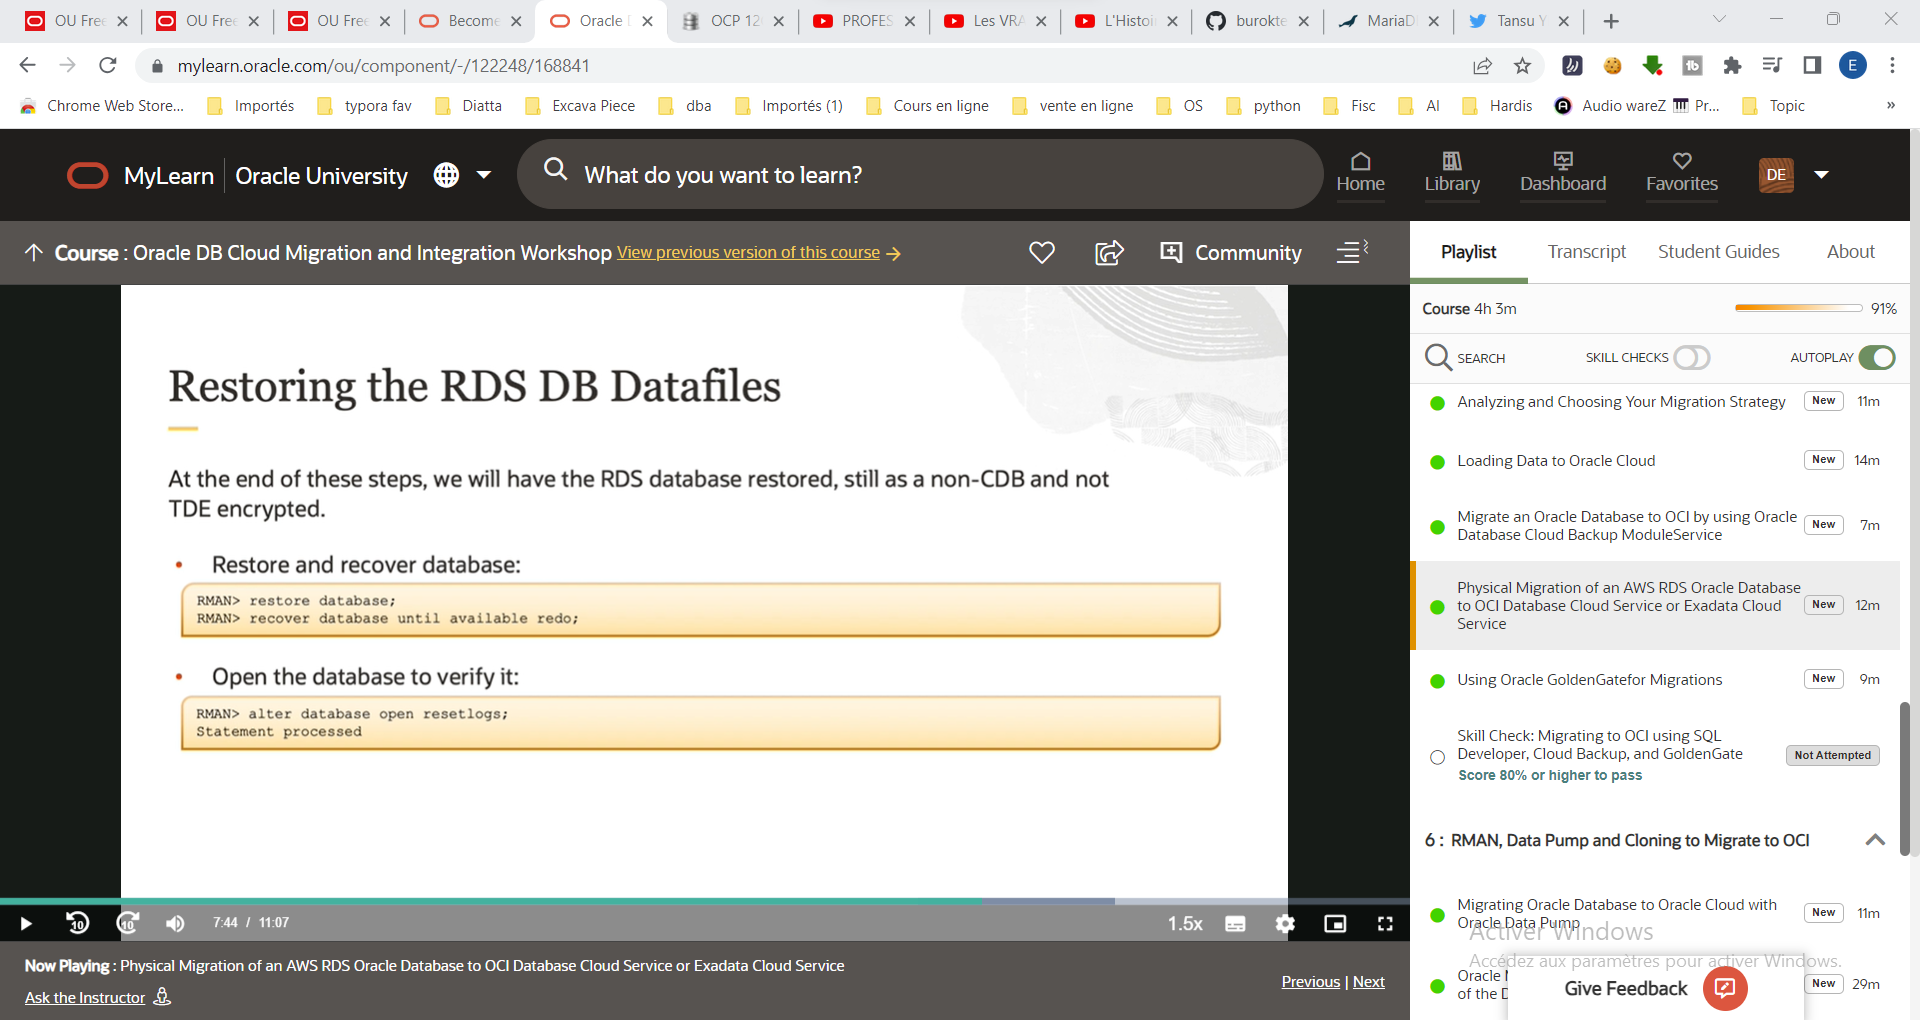 OU Free
OU Free
OU Free
Become
Oracle
OCP 12
PROFES
Les VRA
L'Histoi
burokte
MariaD
Tansu Y
mylearn.oracle.com/ou/component/-/122248/168841
E
Chrome Web Store...
Importés
typora fav
Diatta
Excava Piece
dba
Importés (1)
Cours en ligne
vente en ligne
OS
python
Fisc
AI
Hardis
Audio wareZ
Pr...
Topic
»
MyLearn
Oracle University
What do you want to learn?
Home
Library
Dashboard
Favorites
DE
Course : Oracle DB Cloud Migration and Integration Workshop View previous version of this course
Community
Playlist
Transcript
Student Guides
About
Course 4h 3m
91%
SEARCH
SKILL CHECKS
AUTOPLAY
Restoring the RDS DB Datafiles
At the end of these steps, we will have the RDS database restored, still as a non-CDB and not
TDE encrypted.
• Restore and recover database:
RMAN> restore database;
RMAN> recover database until available redo;
• Open the database to verify it:
RMAN> alter database open resetlogs;
Statement processed
10
10
7:44 / 11:07
1.5x
Now Playing : Physical Migration of an AWS RDS Oracle Database to OCI Database Cloud Service or Exadata Cloud Service
Ask the Instructor
Previous | Next
Analyzing and Choosing Your Migration Strategy New 11m
Loading Data to Oracle Cloud New 14m
Migrate an Oracle Database to OCI by using Oracle
Database Cloud Backup ModuleService
New 7m
Physical Migration of an AWS RDS Oracle Database
to OCI Database Cloud Service or Exadata Cloud
Service
New 12m
Using Oracle GoldenGatefor Migrations New 9m
Skill Check: Migrating to OCI using SQL
Developer, Cloud Backup, and GoldenGate
Score 80% or higher to pass
Not Attempted
6 : RMAN, Data Pump and Cloning to Migrate to OCI
Migrating Oracle Database to Oracle Cloud with
Oracle Data Pump
New 11m
Activer Windows
Accédez aux paramètres pour activer Windows.
Oracle
of the
New 29m
Give Feedback